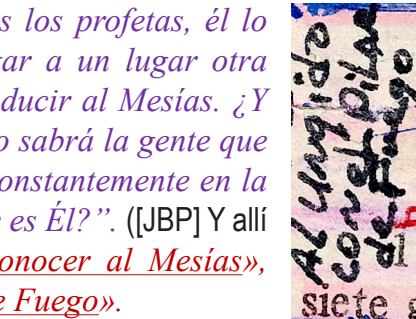 s los profetas, él lo
tar a un lugar otra
ducir al Mesías. ¿Y
o sabrá la gente que
onstantemente en la
e es Él?”. ([JBP] Y allí
onocer al Mesías»,
e Fuego».
Al Ungido
con el Pilar
de Fuego
siete